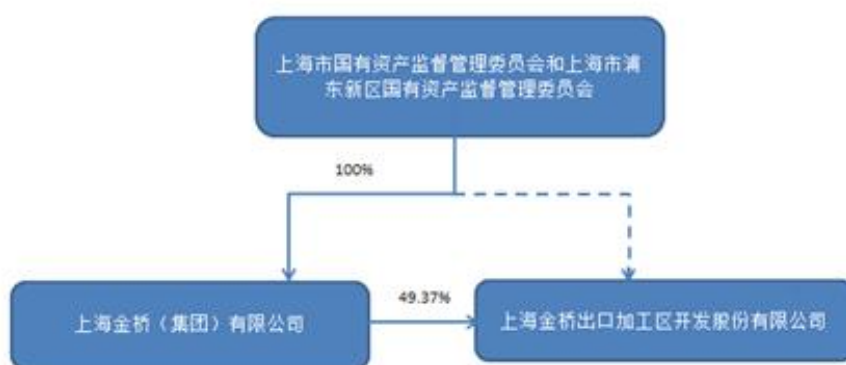 上海市国有资产监督管理委员会和上海市浦
东新区国有资产监督管理委员会
100%
49.37%
上海金桥（集团）有限公司
上海金桥出口加工区开发股份有限公司